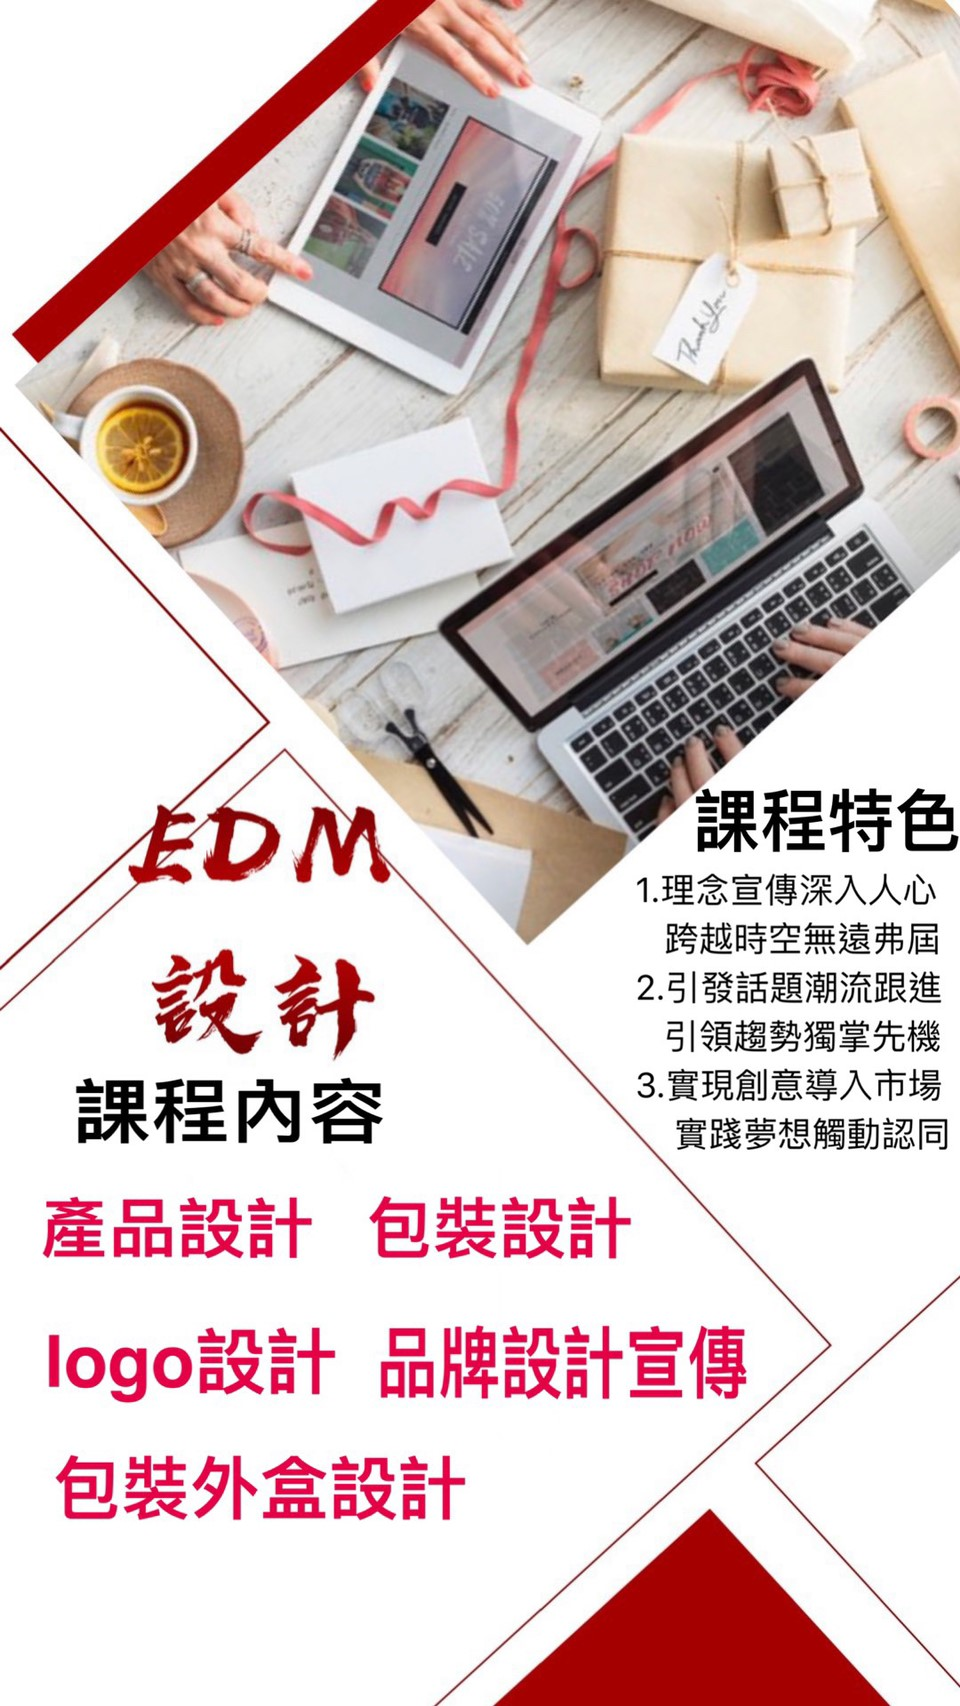 EDM SALE
Thank You
EDM
設計
課程內容
產品設計 包裝設計
logo設計 品牌設計宣傳
包裝外盒設計
課程特色
1.理念宣傳深入人心
跨越時空無遠弗屆
2.引發話題潮流跟進
引領趨勢獨掌先機
3.實現創意導入市場
實踐夢想觸動認同